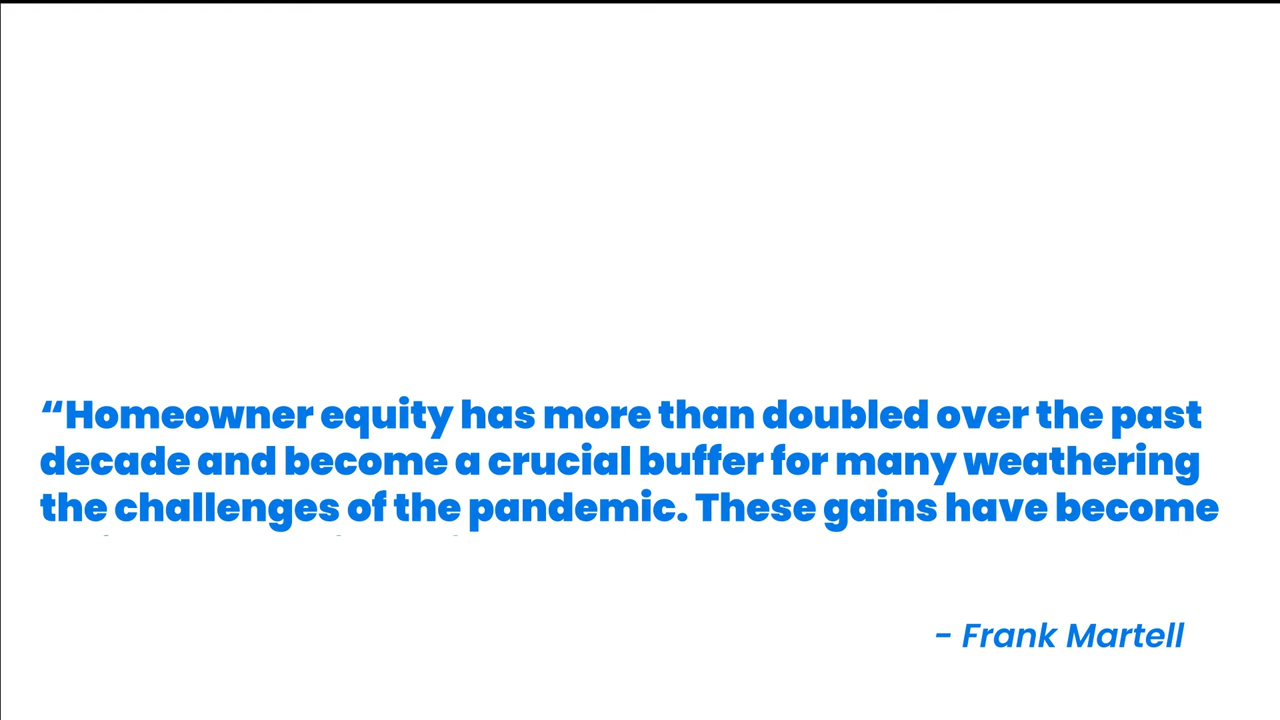 “Homeowner equity has more than doubled over the past
decade and become a crucial buffer for many weathering
the challenges of the pandemic. These gains have become
- Frank Martell